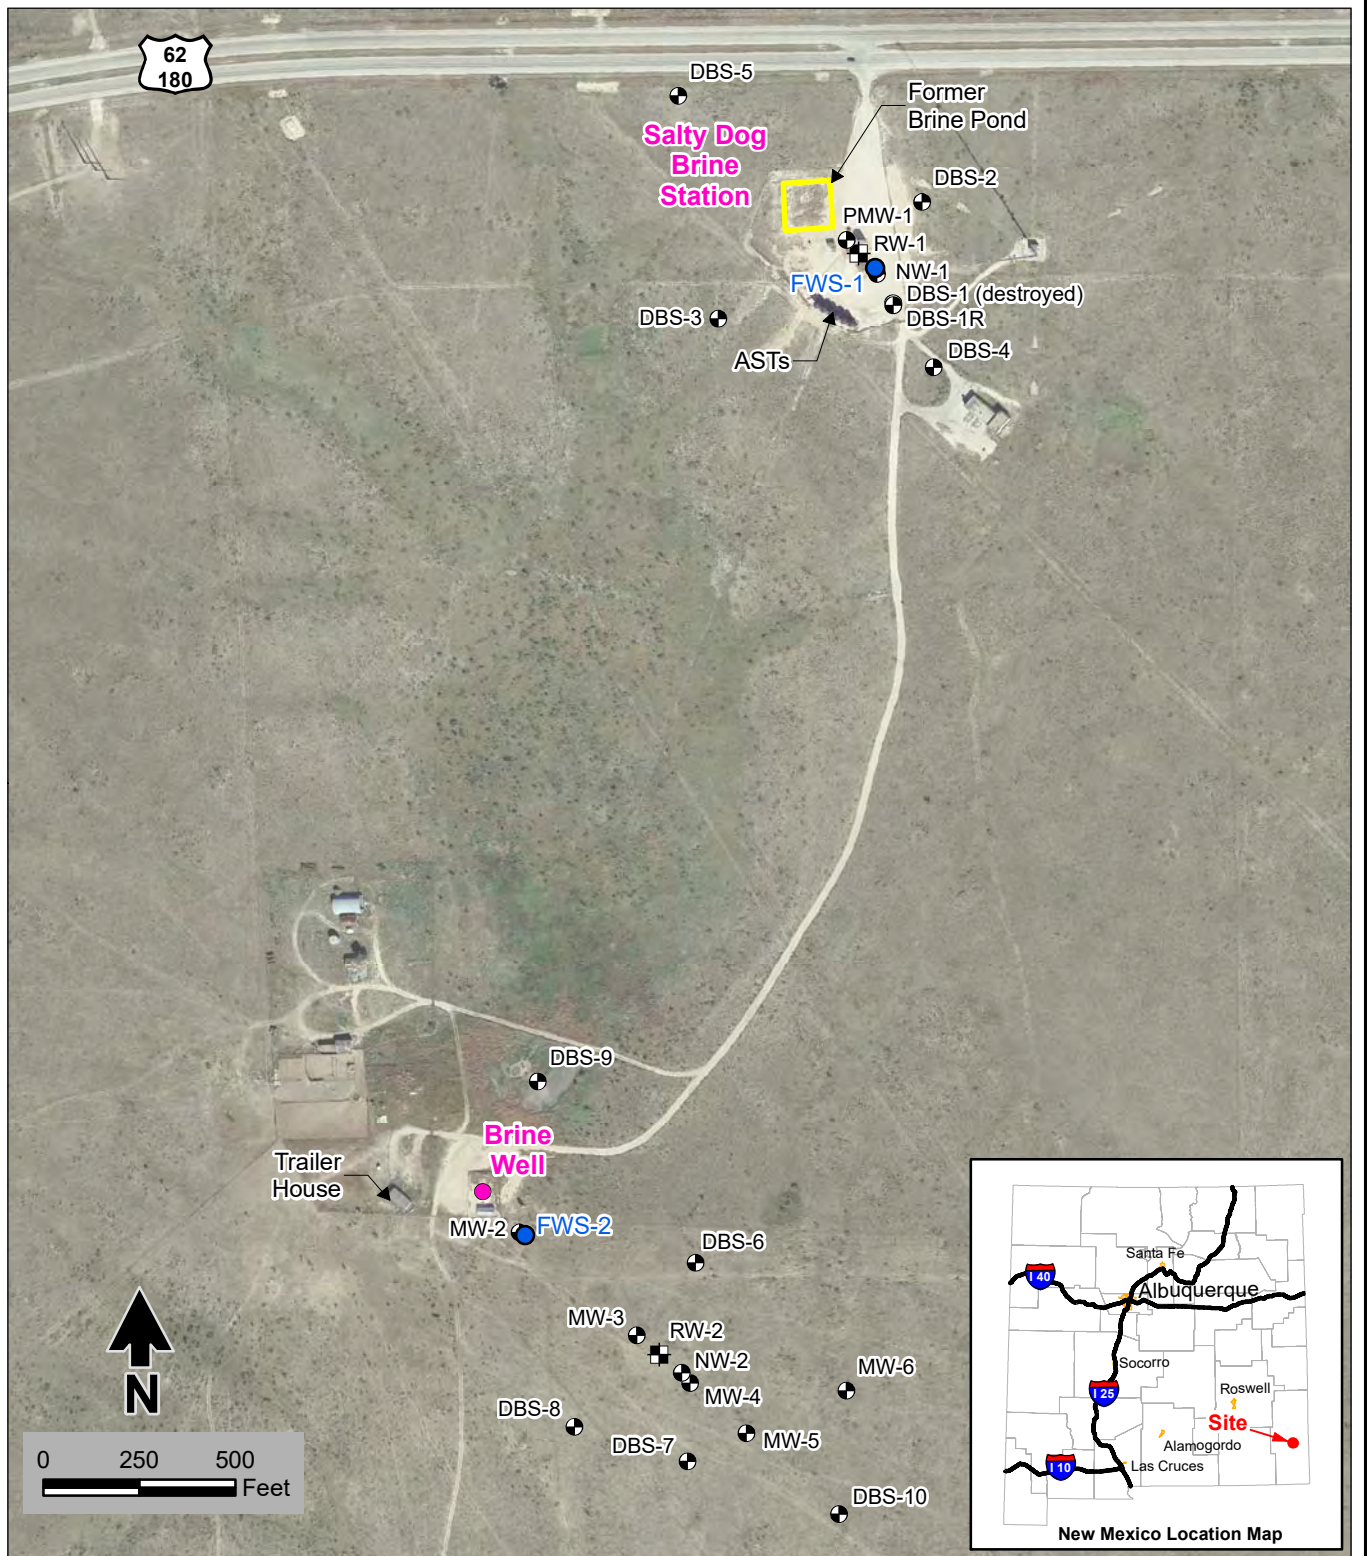 62
180
DBS-5
Former
Brine Pond
Salty Dog
Brine
Station
DBS-2
PMW-1
RW-1
FWS-1
NW-1
DBS-1 (destroyed)
DBS-1R
DBS-3
ASTs
DBS-4
DBS-9
Brine
Well
Trailer
House
MW-2
FWS-2
DBS-6
MW-3
RW-2
NW-2
MW-4
MW-6
DBS-8
MW-5
DBS-7
DBS-10
N
0 250 500
Feet
Santa Fe
I 40
Albuquerque
Socorro
I 25
Roswell
Site
Alamogordo
I 10
Las Cruces
New Mexico Location Map